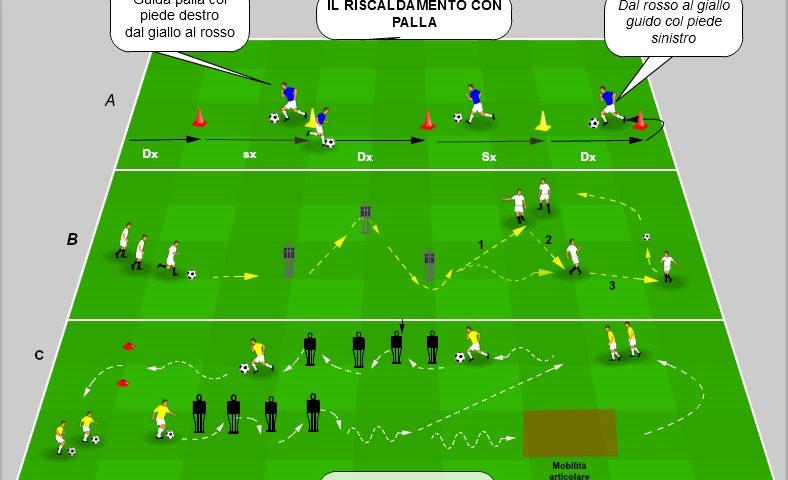 Guida palla col
piede destro
dal giallo al rosso
IL RISCALDAMENTO CON
PALLA
Dal rosso al giallo
guido col piede
sinistro
A
Dx
sx
Dx
Sx
Dx
B
1
2
3
C
Mobilità
articolare